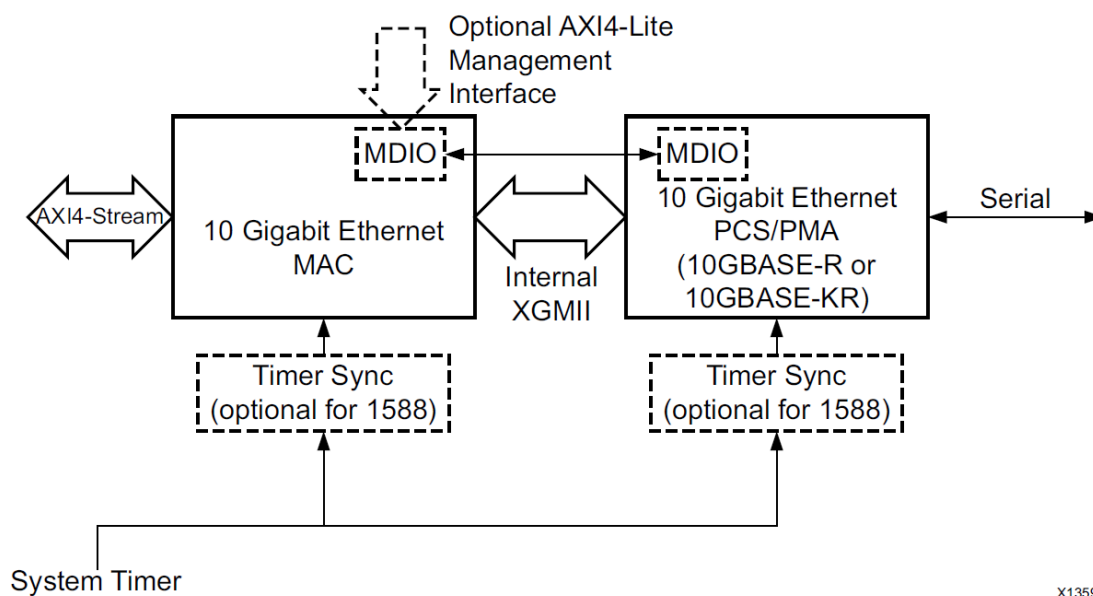 Optional AXI4-Lite
Management
Interface
MDIO
MDIO
AXI4-Stream
10 Gigabit Ethernet
MAC
Internal
XGMII
10 Gigabit Ethernet
PCS/PMA
(10GBASE-R or
10GBASE-KR)
Serial
Timer Sync
(optional for 1588)
Timer Sync
(optional for 1588)
System Timer
X1359